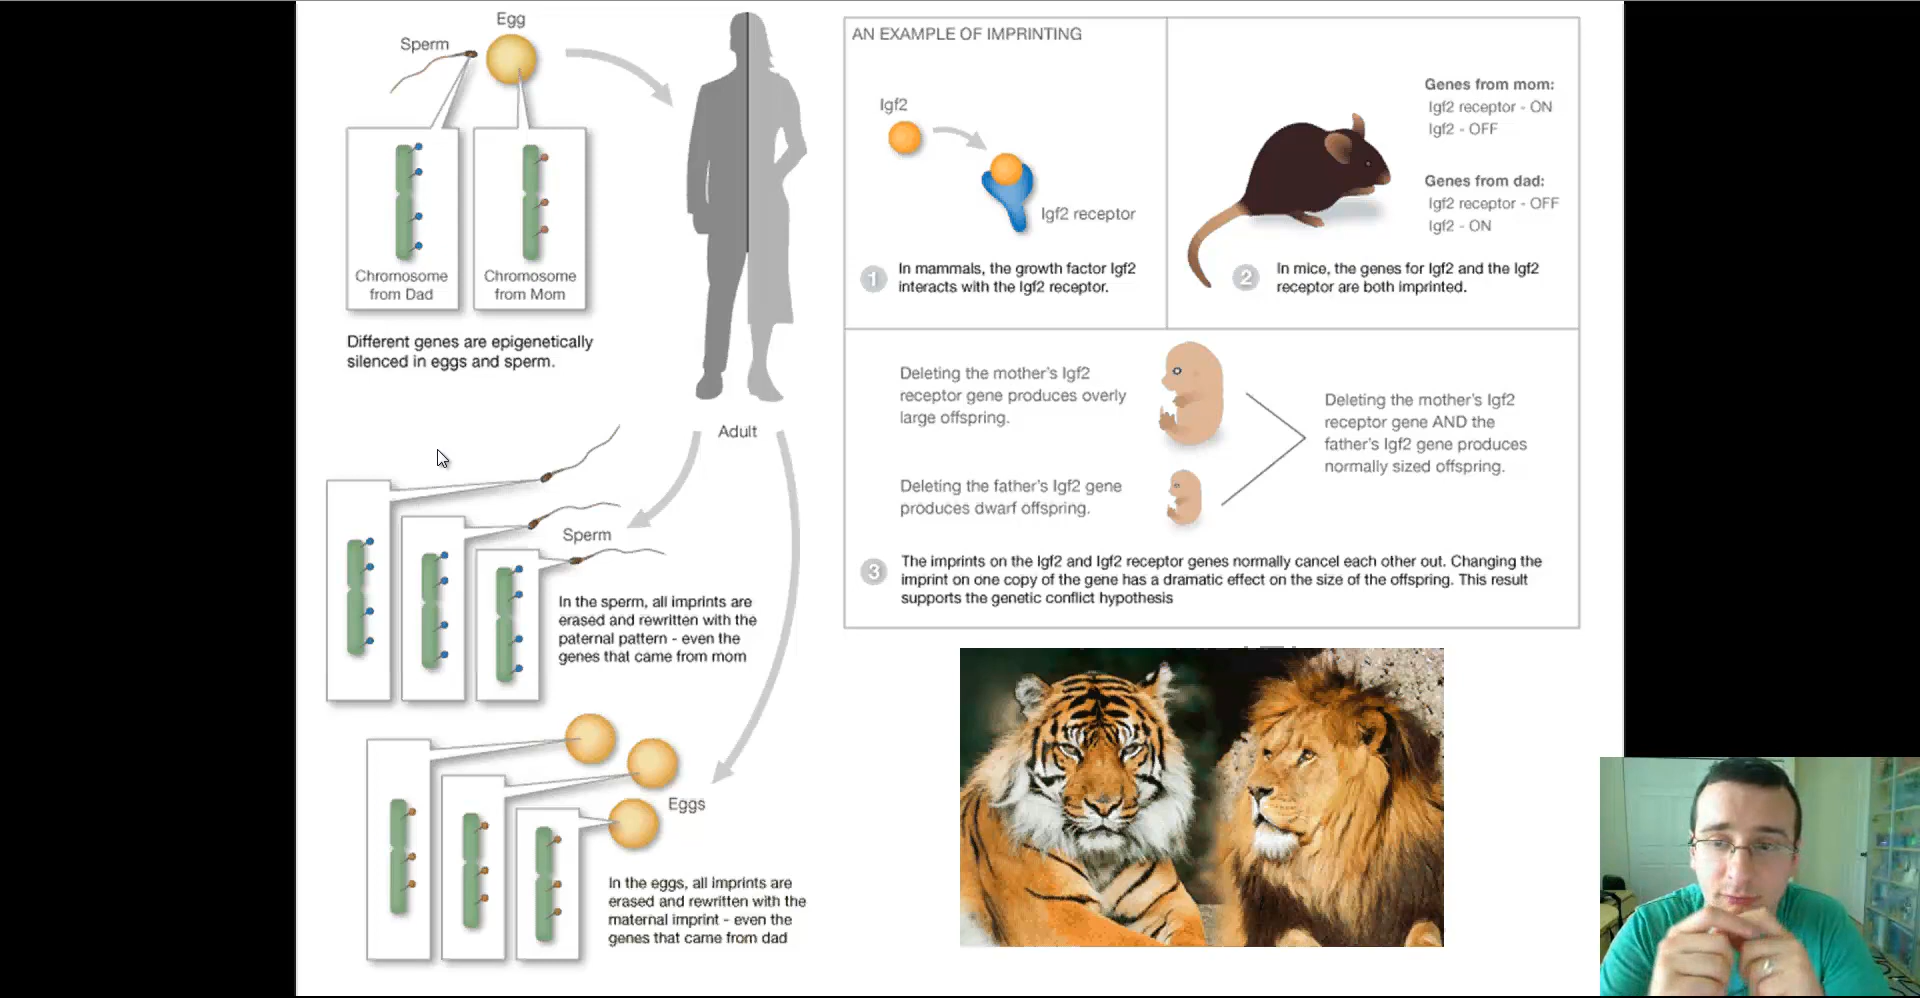 Egg
Sperm
Chromosome
from Dad
Chromosome
from Mom
Different genes are epigenetically
silenced in eggs and sperm.
Adult
Sperm
In the sperm, all imprints are
erased and rewritten with the
paternal pattern - even the
genes that came from mom
Eggs
In the eggs, all imprints are
erased and rewritten with the
maternal imprint - even the
genes that came from dad
AN EXAMPLE OF IMPRINTING
Igf2
Igf2 receptor
1
In mammals, the growth factor Igf2
interacts with the Igf2 receptor.
Genes from mom:
Igf2 receptor - ON
Igf2 - OFF
Genes from dad:
Igf2 receptor - OFF
Igf2 - ON
2
In mice, the genes for Igf2 and the Igf2
receptor are both imprinted.
Deleting the mother's Igf2
receptor gene produces overly
large offspring.
Deleting the father's Igf2 gene
produces dwarf offspring.
Deleting the mother's Igf2
receptor gene AND the
father's Igf2 gene produces
normally sized offspring.
3
The imprints on the Igf2 and Igf2 receptor genes normally cancel each other out. Changing the
imprint on one copy of the gene has a dramatic effect on the size of the offspring. This result
supports the genetic conflict hypothesis